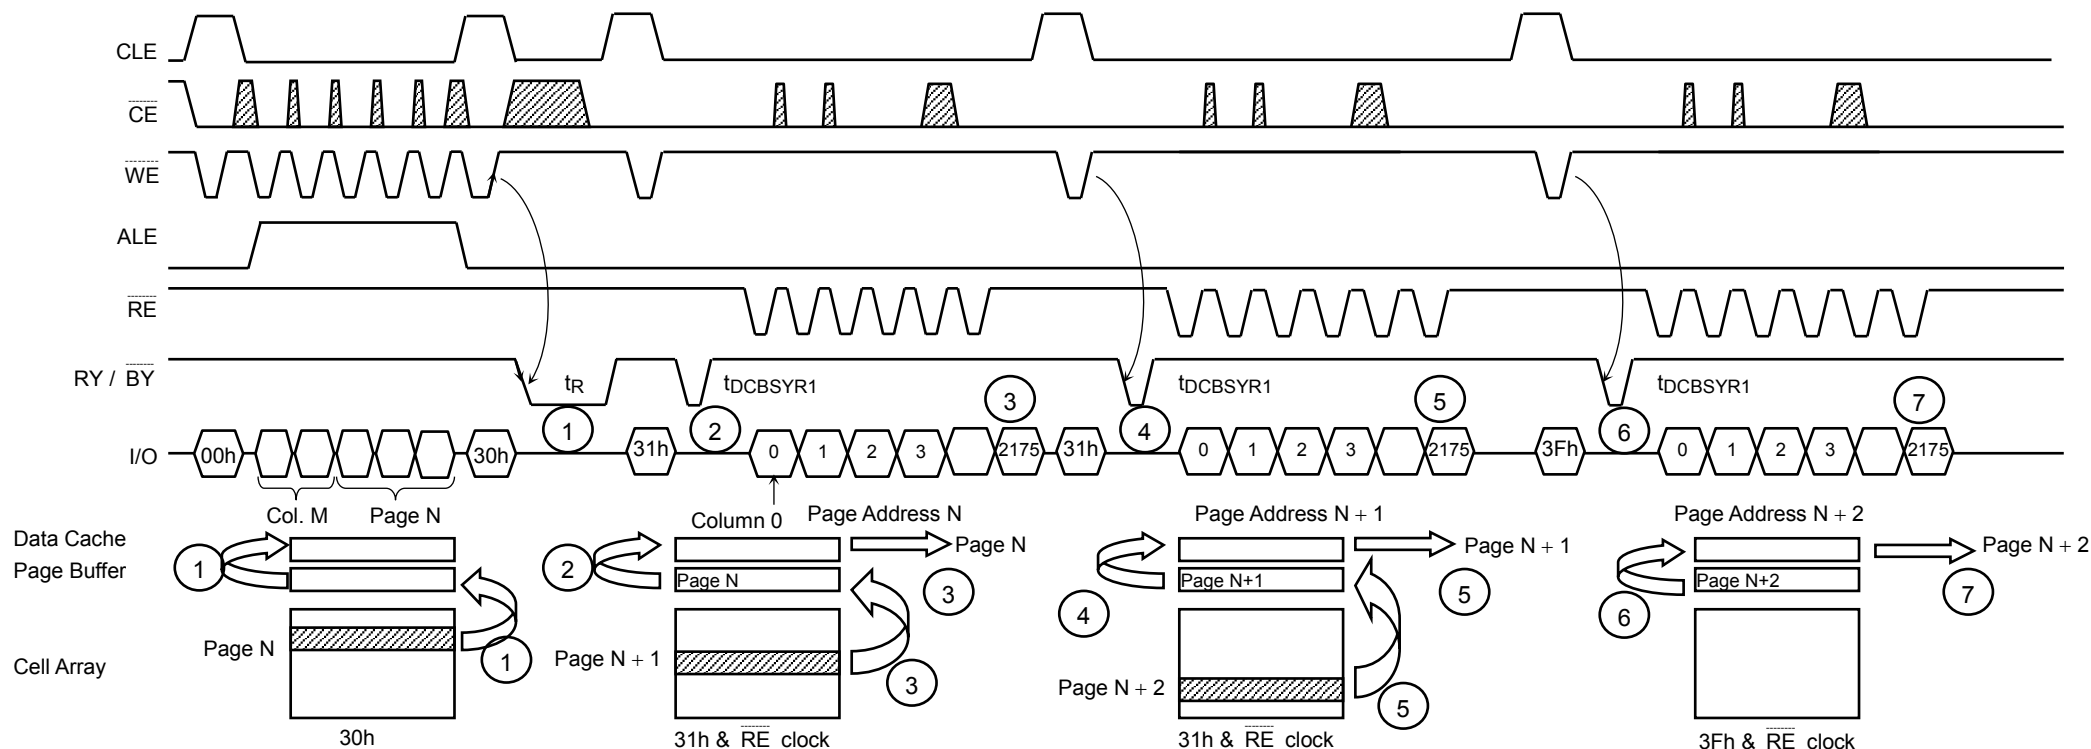 CLE
CE
WE
ALE
RE
RY / BY
tR
tDCBSYR1
tDCBSYR1
tDCBSYR1
3
5
7
1
2
4
6
I/O
00h
30h
31h
0
1
2
3
2175
31h
0
1
2
3
2175
3Fh
0
1
2
3
2175
Col. M
Page N
Column 0
Page Address N
Page Address N + 1
Page Address N + 2
Data Cache
Page Buffer
1
2
Page N
Page N
3
4
Page N+1
Page N + 1
5
6
Page N+2
Page N + 2
7
Cell Array
Page N
1
Page N + 1
3
Page N + 2
5
30h
31h & RE clock
31h & RE clock
3Fh & RE clock